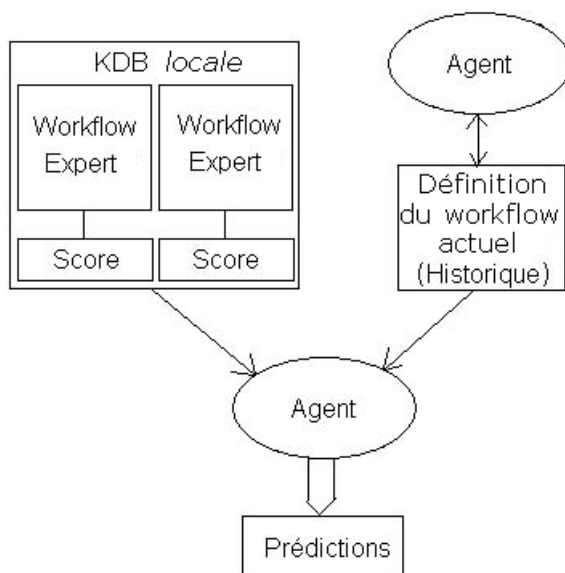 KDB locale
Workflow
Expert
Workflow
Expert
Score
Score
Agent
Définition
du workflow
actuel
(Historique)
Agent
Prédictions